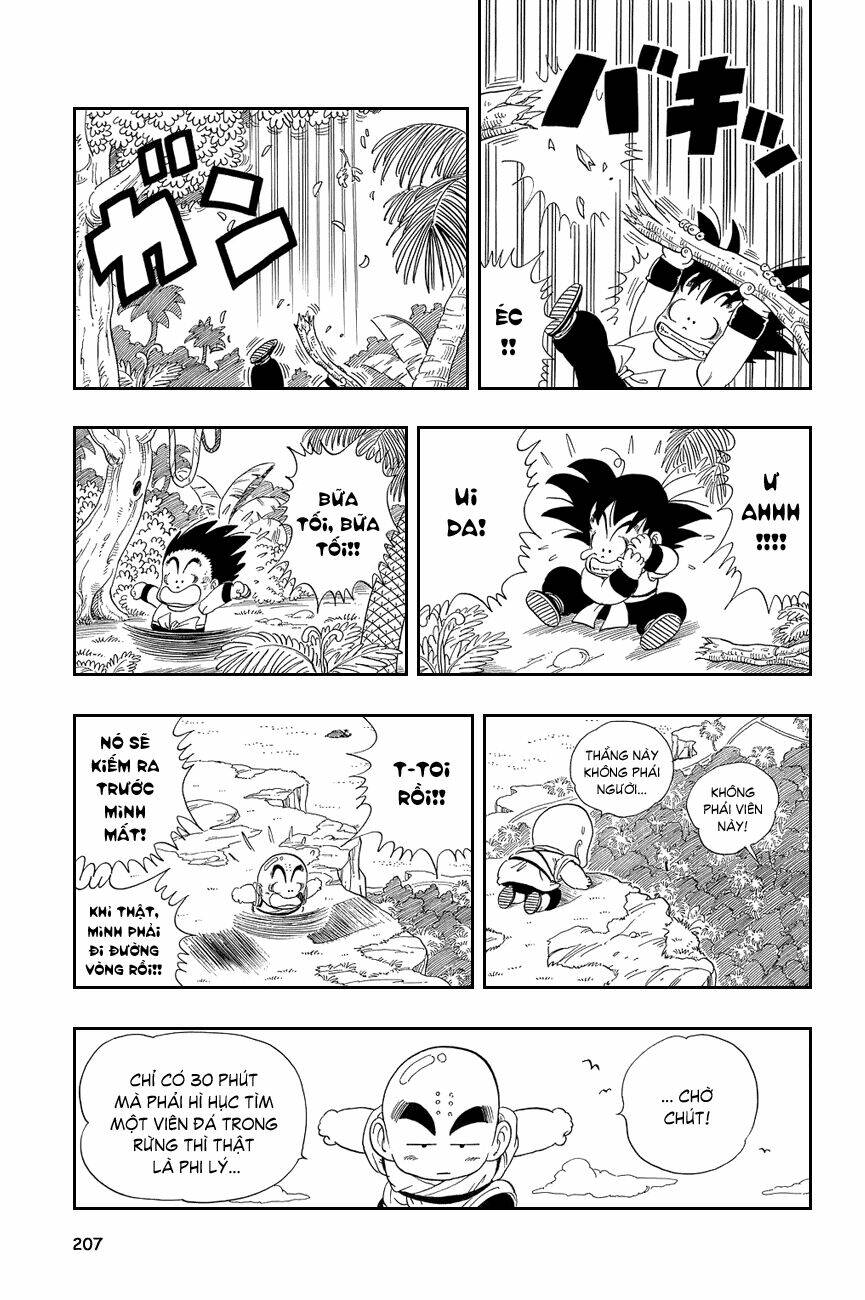 バキッ
ÉC
!!
ガン
Ư
AHHH
!!!!
UI
DA!
BỮA
TỐI, BỮA
TỐI!!
KHÔNG
PHẢI VIÊN
NÀY!
THẰNG NÀY
KHÔNG PHẢI
NGƯỜI...
T-TOI
RỒI!!
NÓ SẼ
KIẾM RA
TRƯỚC
MÌNH
MẤT!
KHỈ THẬT,
MÌNH PHẢI
ĐI ĐƯỜNG
VÒNG RỒI!!
... CHỜ
CHÚT!
CHỈ CÓ 30 PHÚT
MÀ PHẢI HÌ HỤC TÌM
MỘT VIÊN ĐÁ TRONG
RỪNG THÌ THẬT
LÀ PHI LÝ...
207